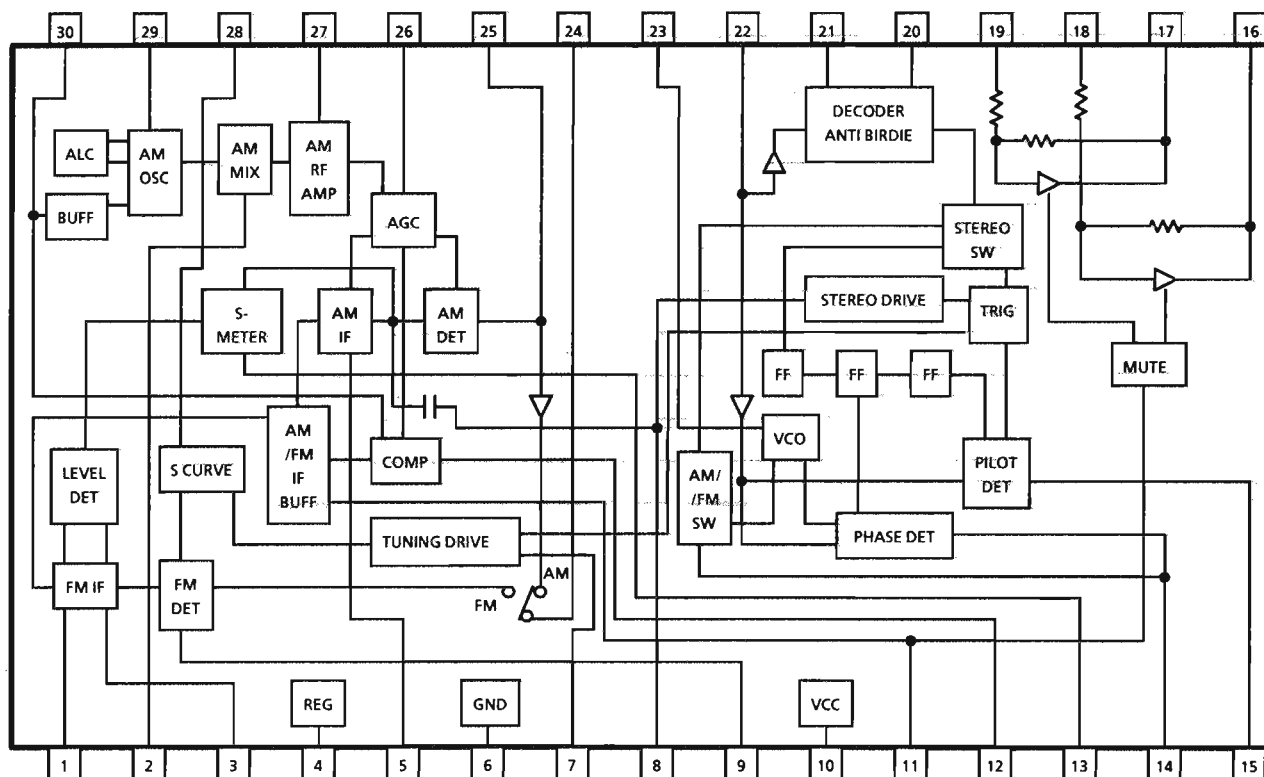 30 29 28 27 26 25 24 23 22 21 20 19 18 17 16
DECODER
ANTI BIRDIE
ALC
AM
OSC
AM
MIX
AM
RF
AMP
BUFF
AGC
STEREO
SW
S-
METER
AM
IF
AM
DET
STEREO DRIVE
TRIG
FF
FF
FF
MUTE
LEVEL
DET
S CURVE
AM
/FM
IF
BUFF
COMP
VCO
AM/
/FM
SW
PILOT
DET
TUNING DRIVE
PHASE DET
FM IF
FM
DET
FM
AM
REG
GND
VCC
1 2 3 4 5 6 7 8 9 10 11 12 13 14 15